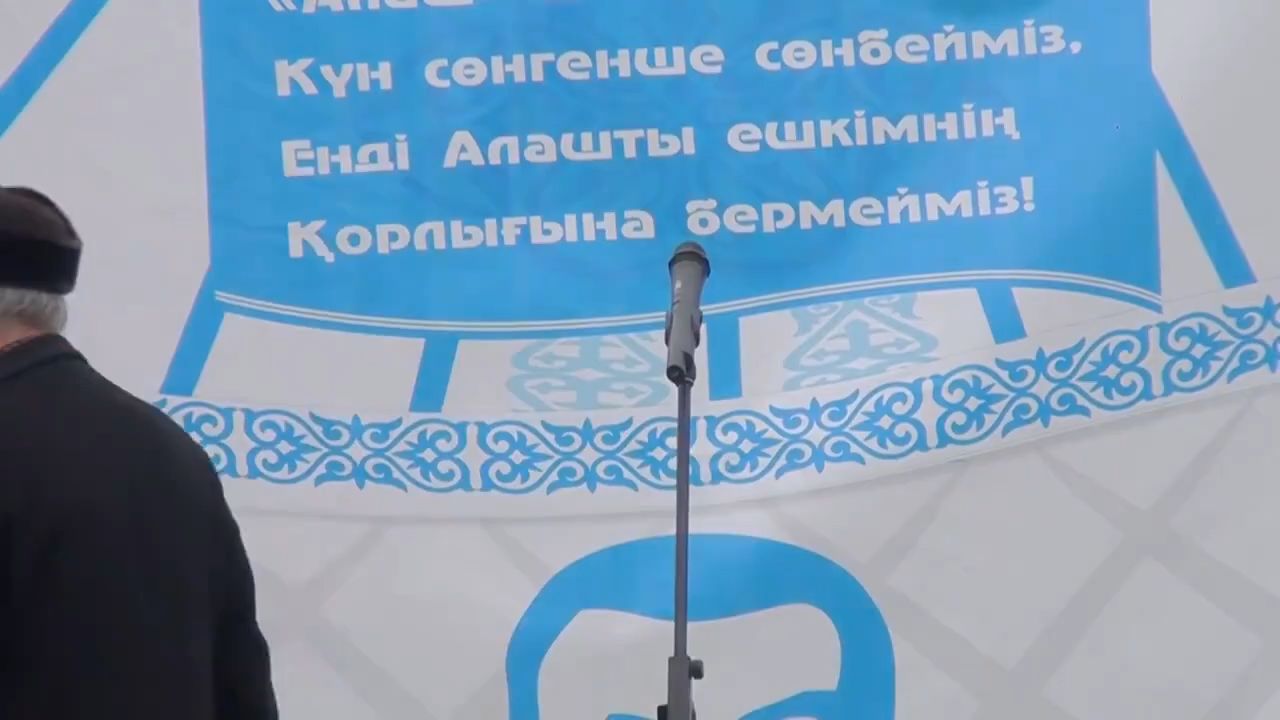 Күн сөнгенше сөнбейміз,
Енді Алашты ешкімнің
Қорлығына бермейміз!